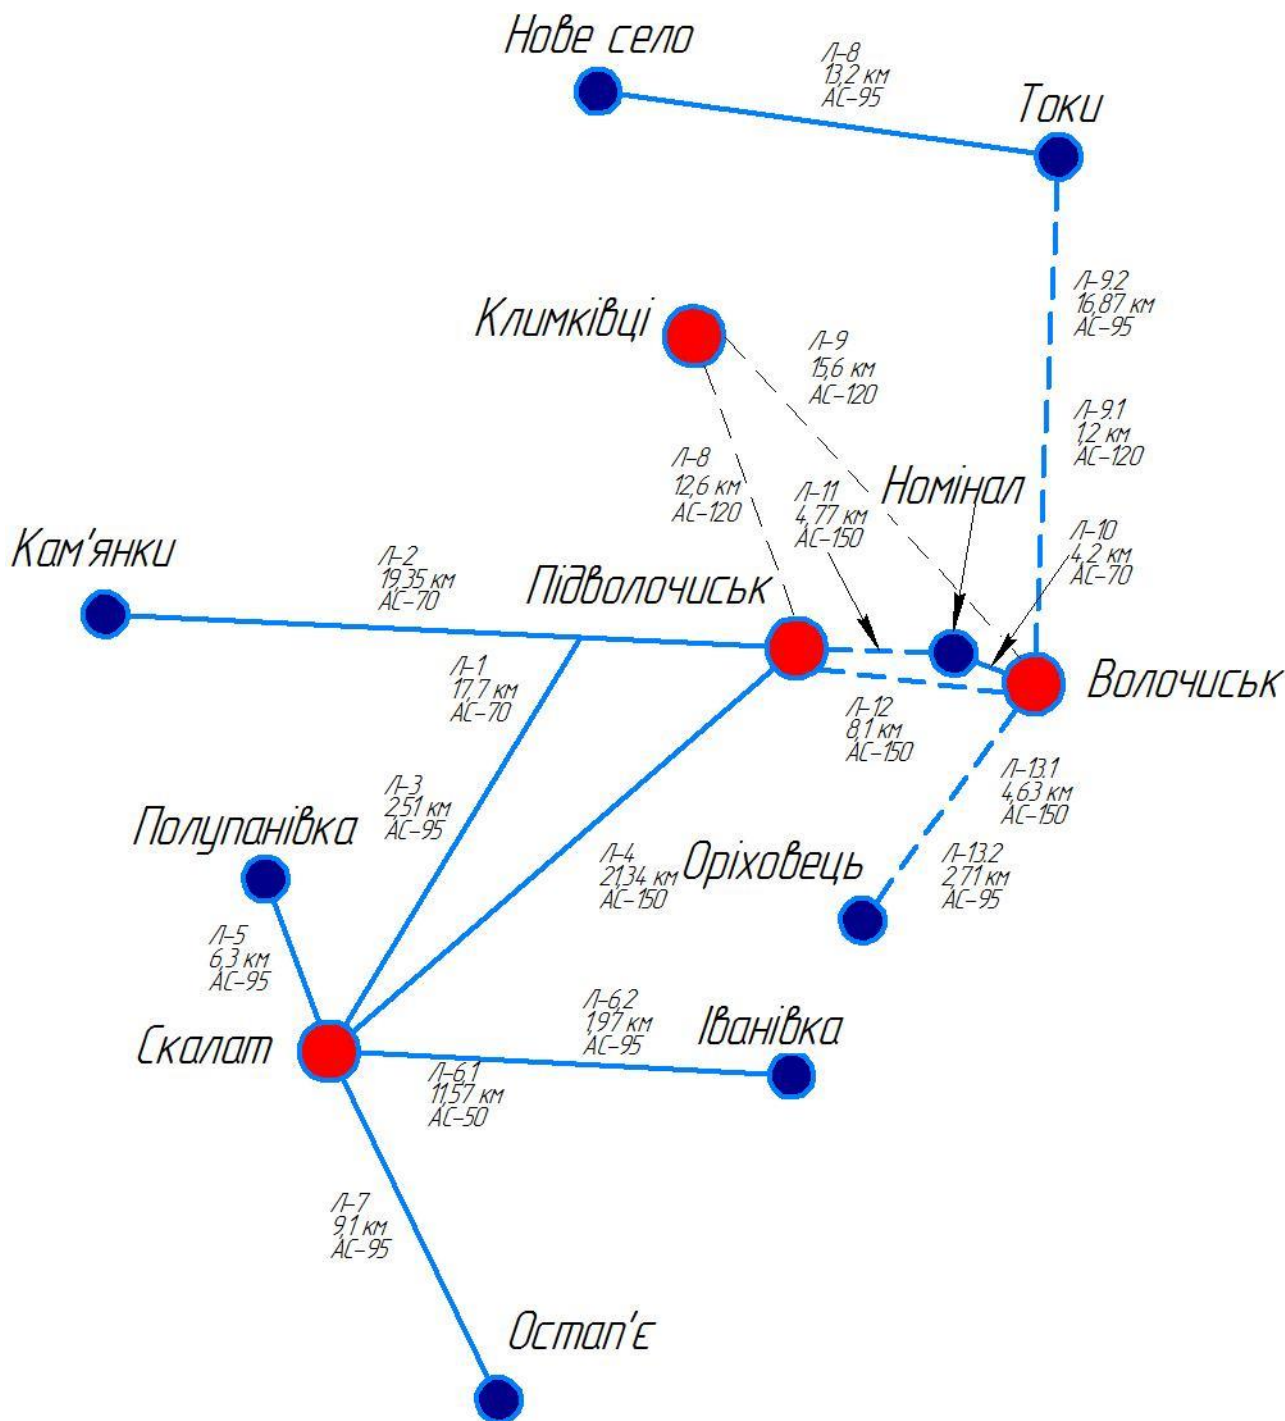 Нове село
Л-8
13,2 км
АС-95
Токи
Л-9.2
16,87 км
АС-95
Климківці
Л-9
15,6 км
АС-120
Л-9.1
1,2 км
АС-120
Л-8
12,6 км
АС-120
Л-11
4,77 км
АС-150
Номінал
Л-10
4,2 км
АС-70
Кам'янки
Л-2
19,35 км
АС-70
Підволочиськ
Л-1
17,7 км
АС-70
Волочиськ
Л-12
8,1 км
АС-150
Л-13.1
4,63 км
АС-150
Л-3
2,51 км
АС-95
Полупанівка
Л-4
21,34 км
АС-150
Оріховець
Л-13.2
2,71 км
АС-95
Л-5
6,3 км
АС-95
Скалат
Л-6,2
1,97 км
АС-95
Іванівка
Л-6,1
11,57 км
АС-50
Л-7
9,1 км
АС-95
Остап'є